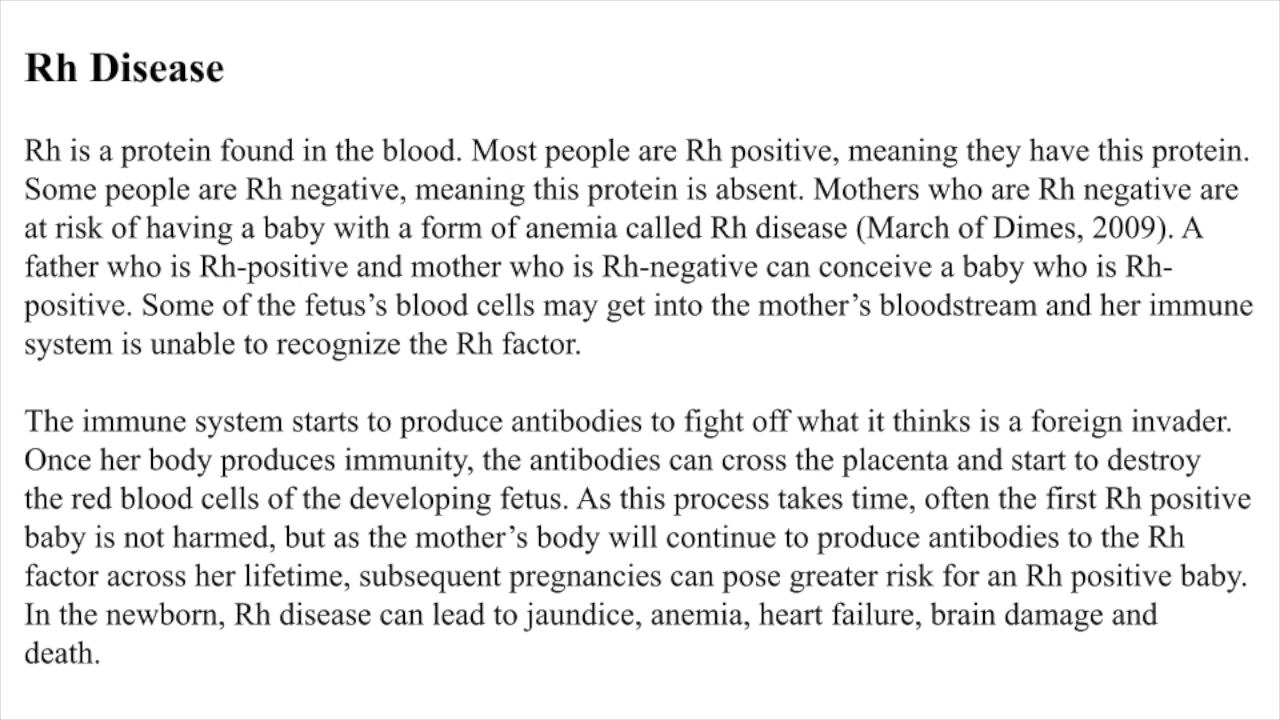 Rh Disease
Rh is a protein found in the blood. Most people are Rh positive, meaning they have this protein.
Some people are Rh negative, meaning this protein is absent. Mothers who are Rh negative are
at risk of having a baby with a form of anemia called Rh disease (March of Dimes, 2009). A
father who is Rh-positive and mother who is Rh-negative can conceive a baby who is Rh-
positive. Some of the fetus’s blood cells may get into the mother’s bloodstream and her immune
system is unable to recognize the Rh factor.
The immune system starts to produce antibodies to fight off what it thinks is a foreign invader.
Once her body produces immunity, the antibodies can cross the placenta and start to destroy
the red blood cells of the developing fetus. As this process takes time, often the first Rh positive
baby is not harmed, but as the mother’s body will continue to produce antibodies to the Rh
factor across her lifetime, subsequent pregnancies can pose greater risk for an Rh positive baby.
In the newborn, Rh disease can lead to jaundice, anemia, heart failure, brain damage and
death.